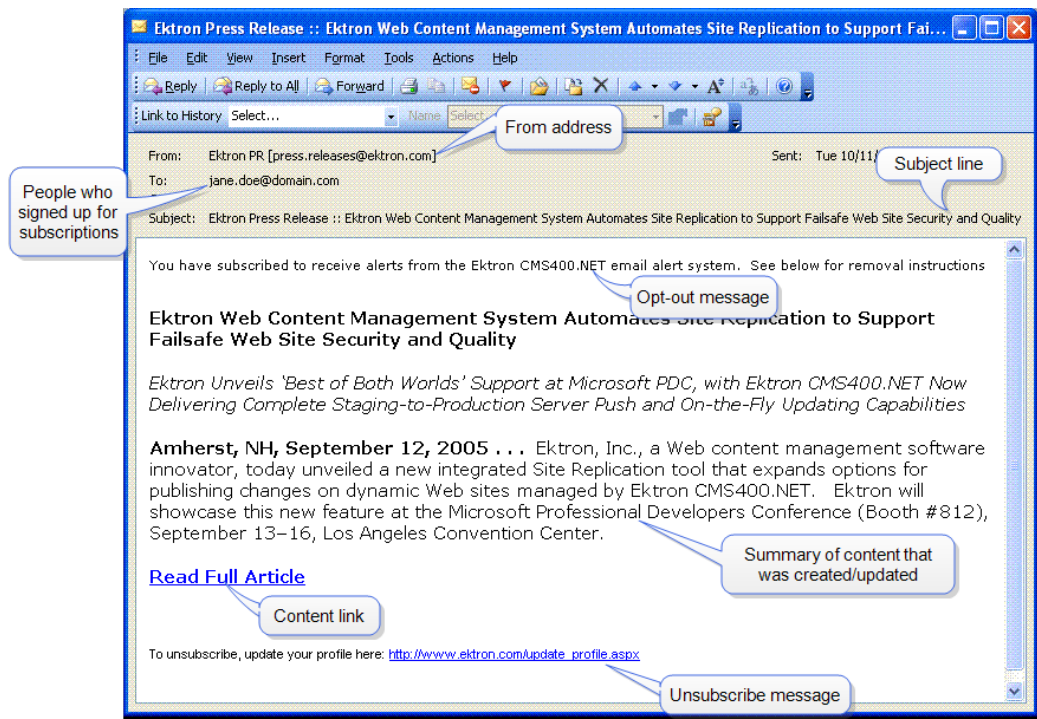 Ektron Press Release :: Ektron Web Content Management System Automates Site Replication to Support Fai...
File Edit View Insert Format Tools Actions Help
Reply Reply to All Forward
Link to History Select... Name Select...
From address
From: Ektron PR [press.releases@ektron.com] Sent: Tue 10/11/
Subject line
To: jane.doe@domain.com
People who
signed up for
subscriptions
Subject: Ektron Press Release :: Ektron Web Content Management System Automates Site Replication to Support Failsafe Web Site Security and Quality
You have subscribed to receive alerts from the Ektron CMS400.NET email alert system. See below for removal instructions
Opt-out message
Ektron Web Content Management System Automates Site Replication to Support
Failsafe Web Site Security and Quality
Ektron Unveils 'Best of Both Worlds' Support at Microsoft PDC, with Ektron CMS400.NET Now
Delivering Complete Staging-to-Production Server Push and On-the-Fly Updating Capabilities
Amherst, NH, September 12, 2005 . . . Ektron, Inc., a Web content management software
innovator, today unveiled a new integrated Site Replication tool that expands options for
publishing changes on dynamic Web sites managed by Ektron CMS400.NET. Ektron will
showcase this new feature at the Microsoft Professional Developers Conference (Booth #812),
September 13–16, Los Angeles Convention Center.
Summary of content that
was created/updated
Read Full Article
Content link
To unsubscribe, update your profile here: http://www.ektron.com/update_profile.aspx
Unsubscribe message